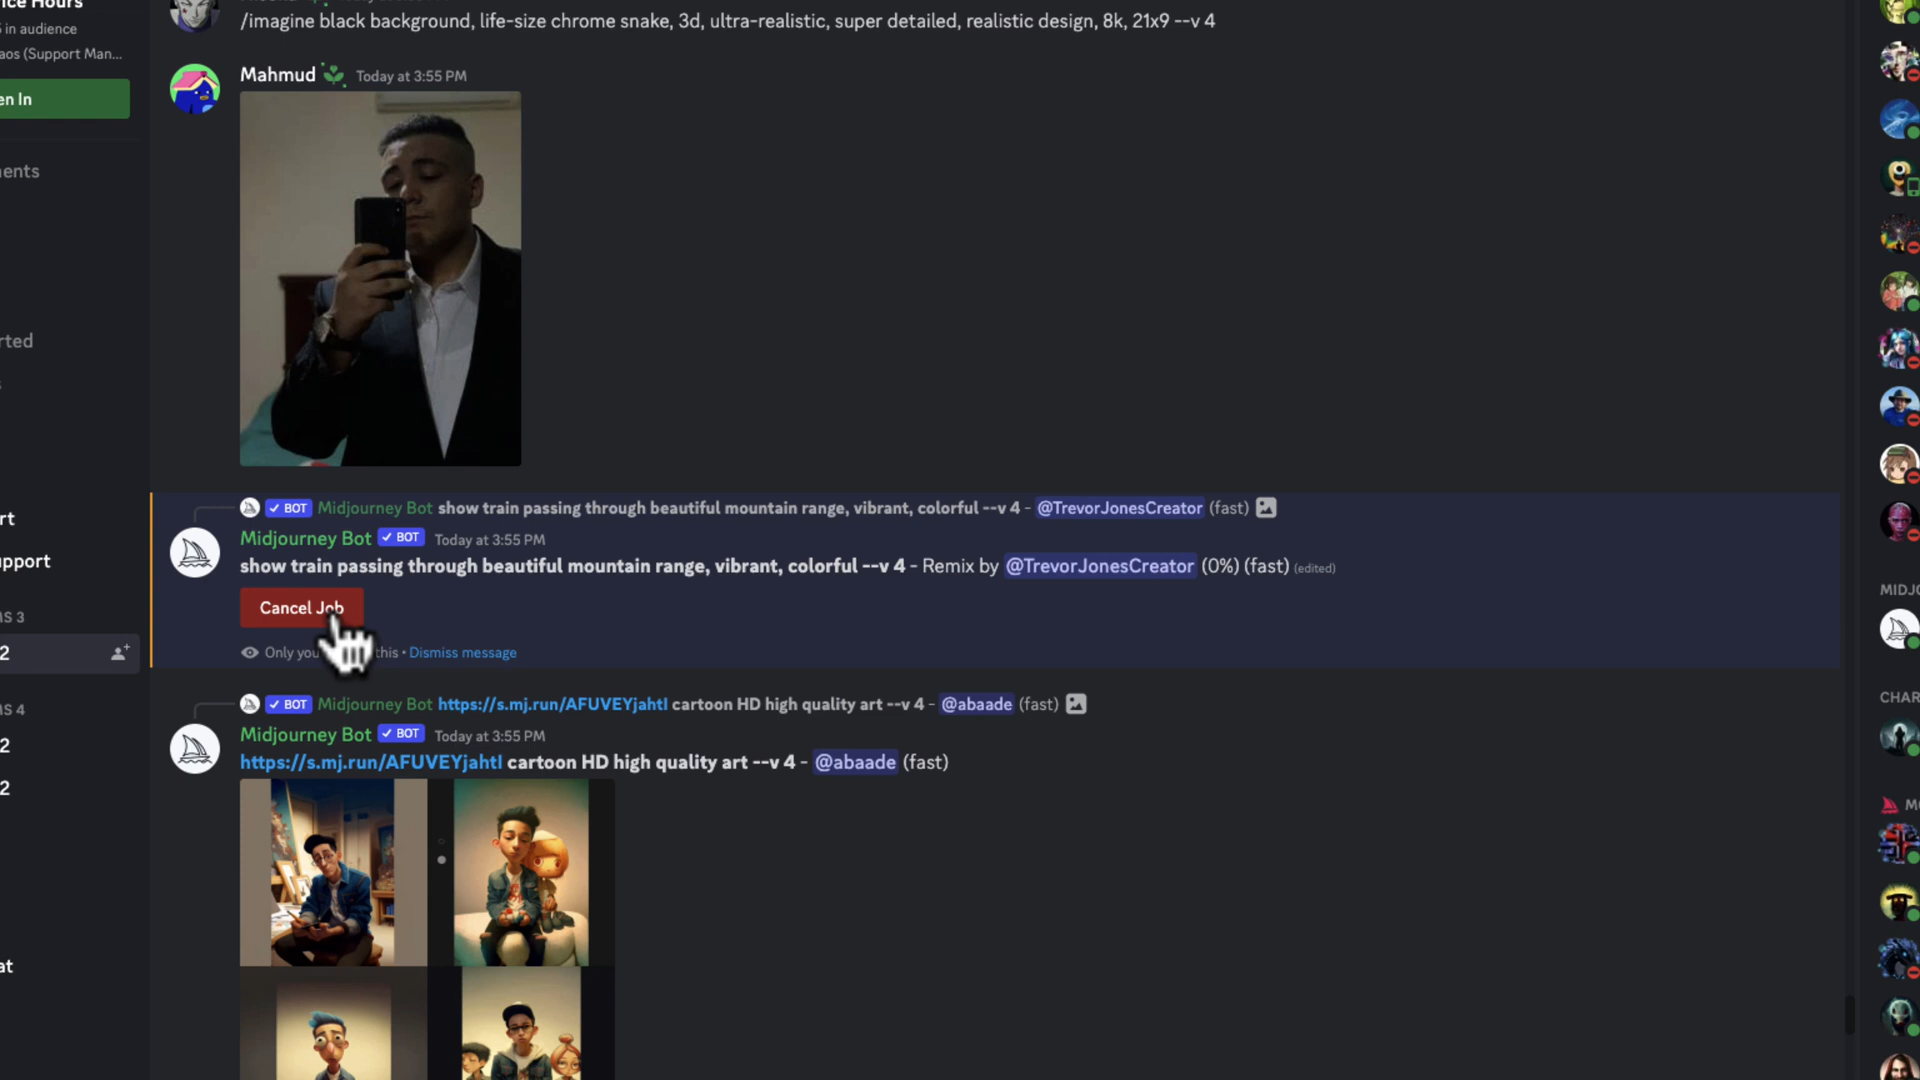 ce Hours
in audience
aos (Support Man...
en In
ents
rted
s
rt
pport
MS 3
2
MS 4
2
2
at
/imagine black background, life-size chrome snake, 3d, ultra-realistic, super detailed, realistic design, 8k, 21x9 --v 4
Mahmud Today at 3:55 PM
BOT Midjourney Bot show train passing through beautiful mountain range, vibrant, colorful --v 4 - @TrevorJonesCreator (fast)
Midjourney Bot BOT Today at 3:55 PM
show train passing through beautiful mountain range, vibrant, colorful --v 4 - Remix by @TrevorJonesCreator (0%) (fast) (edited)
Cancel Job
Only you this • Dismiss message
BOT Midjourney Bot https://s.mj.run/AFUVEYjahtI cartoon HD high quality art --v 4 - @abaade (fast)
Midjourney Bot BOT Today at 3:55 PM
https://s.mj.run/AFUVEYjahtI cartoon HD high quality art --v 4 - @abaade (fast)
MIDJO
CHAR
M